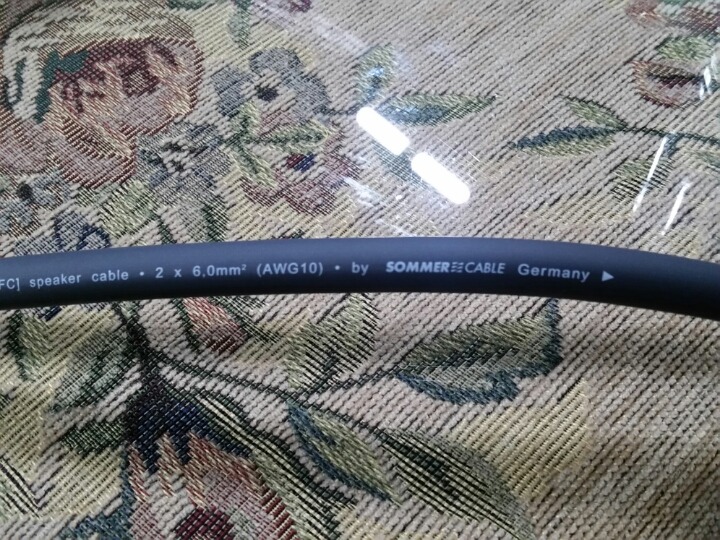 FC] speaker cable • 2 x 6,0mm² (AWG10) • by SOMMER CABLE Germany ►